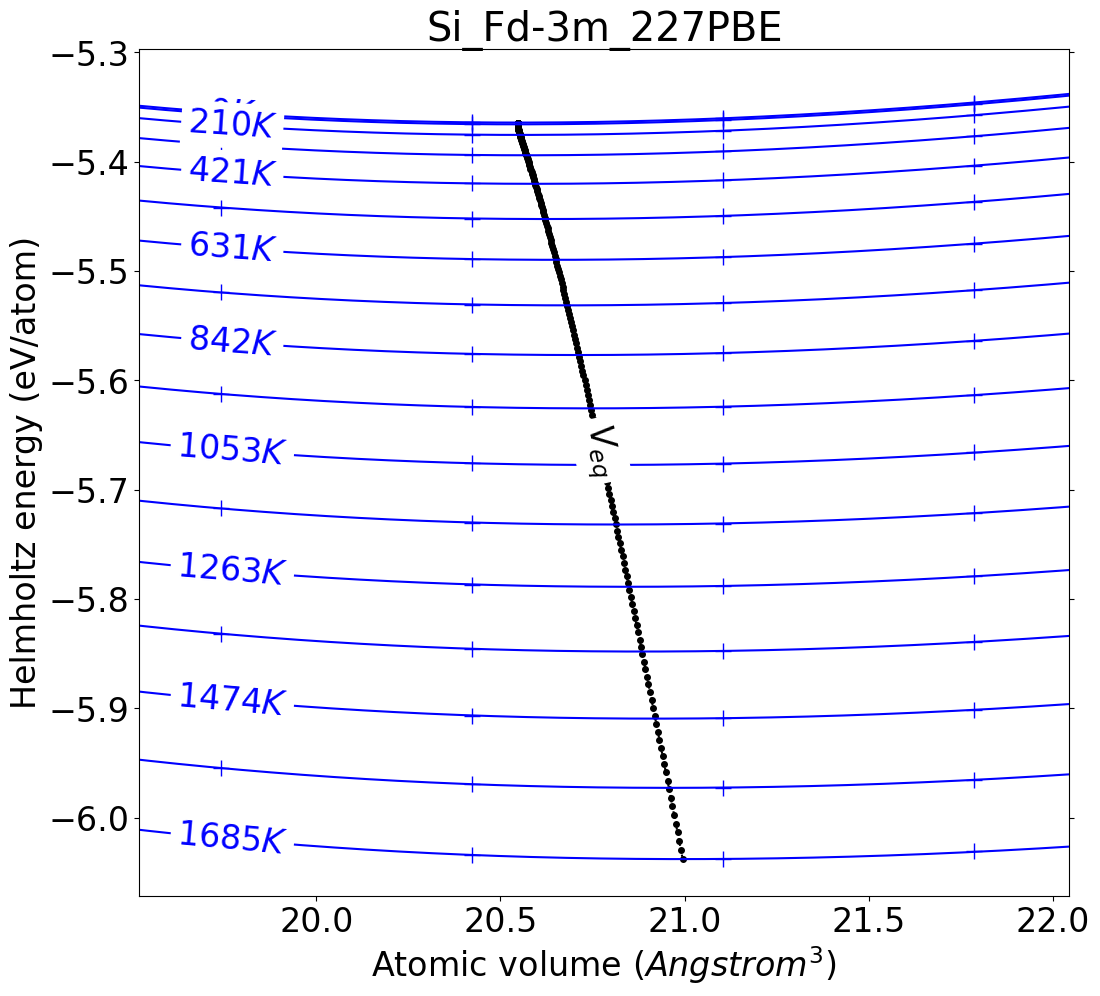 Si_Fd-3m_227PBE
Helmholtz energy (eV/atom)
−5.3
−5.4
−5.5
−5.6
−5.7
−5.8
−5.9
−6.0
210K
421K
631K
842K
1053K
1263K
1474K
1685K
V_eq
20.0 20.5 21.0 21.5 22.0
Atomic volume (Angstrom³)